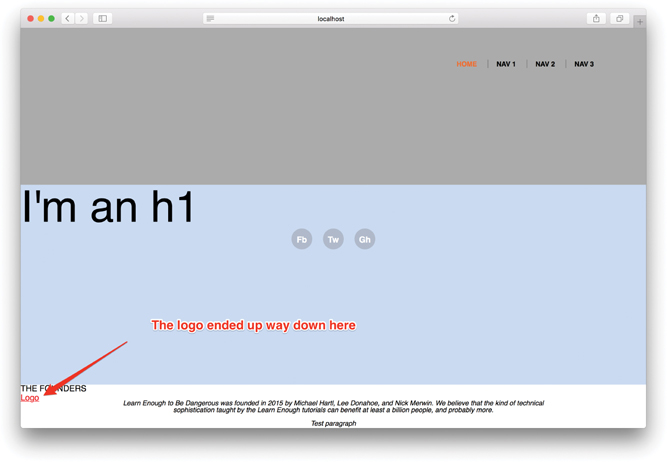 localhost
HOME NAV 1 NAV 2 NAV 3
I'm an h1
Fb Tw Gh
The logo ended up way down here
THE FOUNDERS
Logo
Learn Enough to Be Dangerous was founded in 2015 by Michael Hartl, Lee Donahoe, and Nick Merwin. We believe that the kind of technical
sophistication taught by the Learn Enough tutorials can benefit at least a billion people, and probably more.
Test paragraph